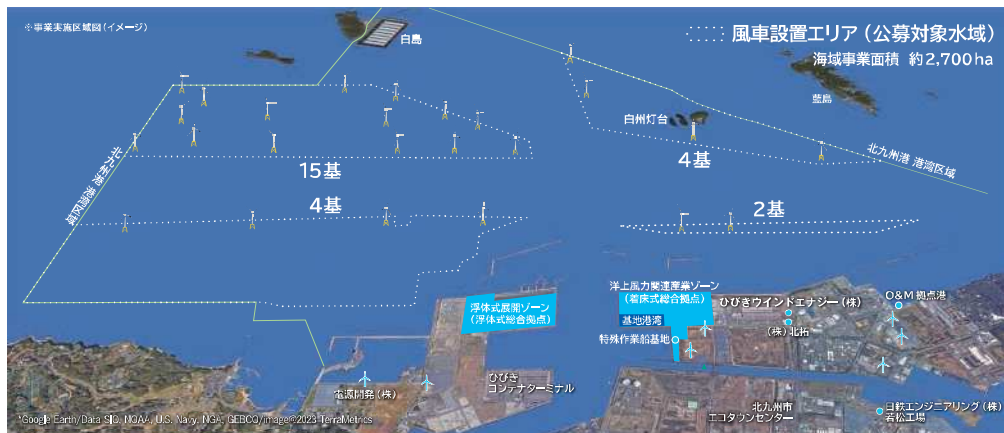 ※事業実施区域図(イメージ)
白島
風車設置エリア(公募対象水域)
海域事業面積 約2,700ha
藍島
白州灯台
北九州港 港湾区域
北九州港 港湾区域
15基
4基
4基
2基
浮体式展開ゾーン
(浮体式総合拠点)
洋上風力関連産業ゾーン
(着床式総合拠点)
基地港湾
特殊作業船基地
ひびきウインドエナジー(株)
(株)北拓
O&M拠点港
電源開発(株)
ひびき
コンテナターミナル
北九州市
エコタウンセンター
日鉄エンジニアリング(株)
若松工場
*Google Earth/Data SIO, NOAA, U.S. Navy, NGA, GEBCO/image©2023 TerraMetrics